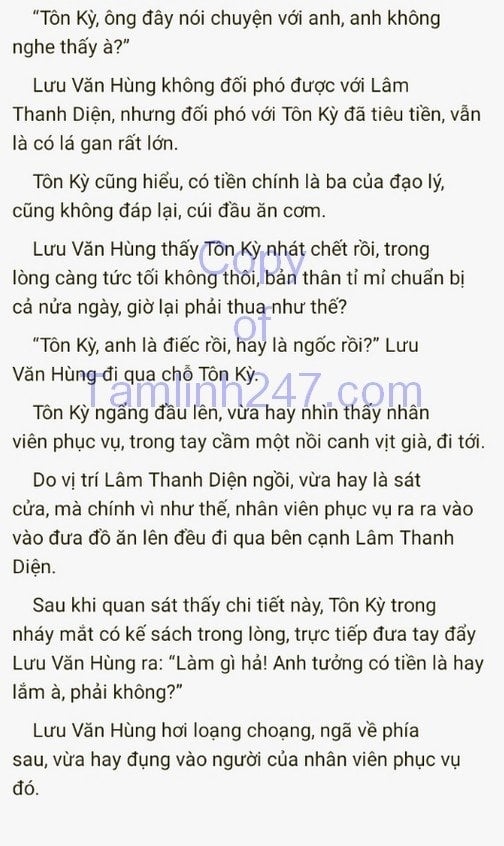 “Tôn Kỳ, ông đây nói chuyện với anh, anh không
nghe thấy à?”
Lưu Văn Hùng không đối phó được với Lâm
Thanh Diện, nhưng đối phó với Tôn Kỳ đã tiêu tiền, vẫn
là có lá gan rất lớn.
Tôn Kỳ cũng hiểu, có tiền chính là ba của đạo lý,
cũng không đáp lại, cúi đầu ăn cơm.
Lưu Văn Hùng thấy Tôn Kỳ nhát chết rồi, trong
lòng càng tức tối không thôi, bản thân tỉ mỉ chuẩn bị
cả nửa ngày, giờ lại phải thua như thế?
“Tôn Kỳ, anh là điếc rồi, hay là ngốc rồi?” Lưu
Văn Hùng đi qua chỗ Tôn Kỳ.
Tôn Kỳ ngẩng đầu lên, vừa hay nhìn thấy nhân
viên phục vụ, trong tay cầm một nồi canh vịt già, đi tới.
Do vị trí Lâm Thanh Diện ngồi, vừa hay là sát
cửa, mà chính vì như thế, nhân viên phục vụ ra ra vào
vào đưa đồ ăn lên đều đi qua bên cạnh Lâm Thanh
Diện.
Sau khi quan sát thấy chi tiết này, Tôn Kỳ trong
nháy mắt có kế sách trong lòng, trực tiếp đưa tay đẩy
Lưu Văn Hùng ra: “Làm gì hả! Anh tưởng có tiền là hay
lắm à, phải không?”
Lưu Văn Hùng hơi loạng choạng, ngã về phía
sau, vừa hay đụng vào người của nhân viên phục vụ
đó.
Copy
of
Tamlinh247.com